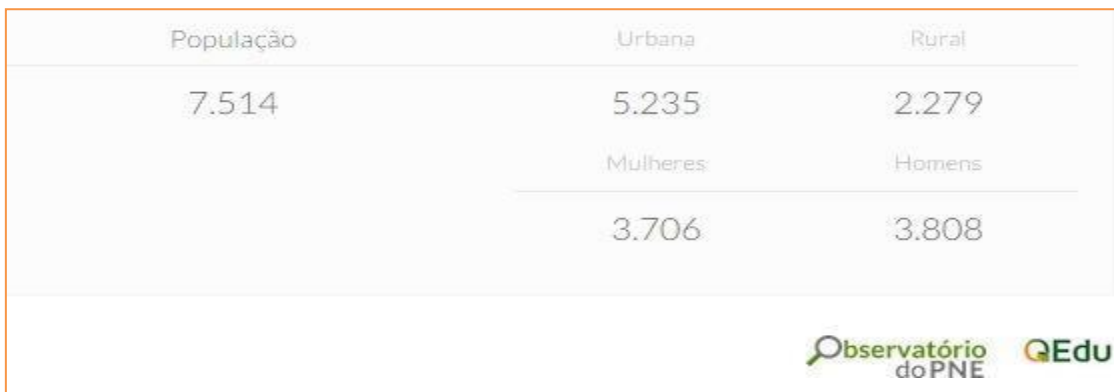 População Urbana Rural
7.514 5.235 2.279
Mulheres Homens
3.706 3.808
Observatório QEdu
do PNE